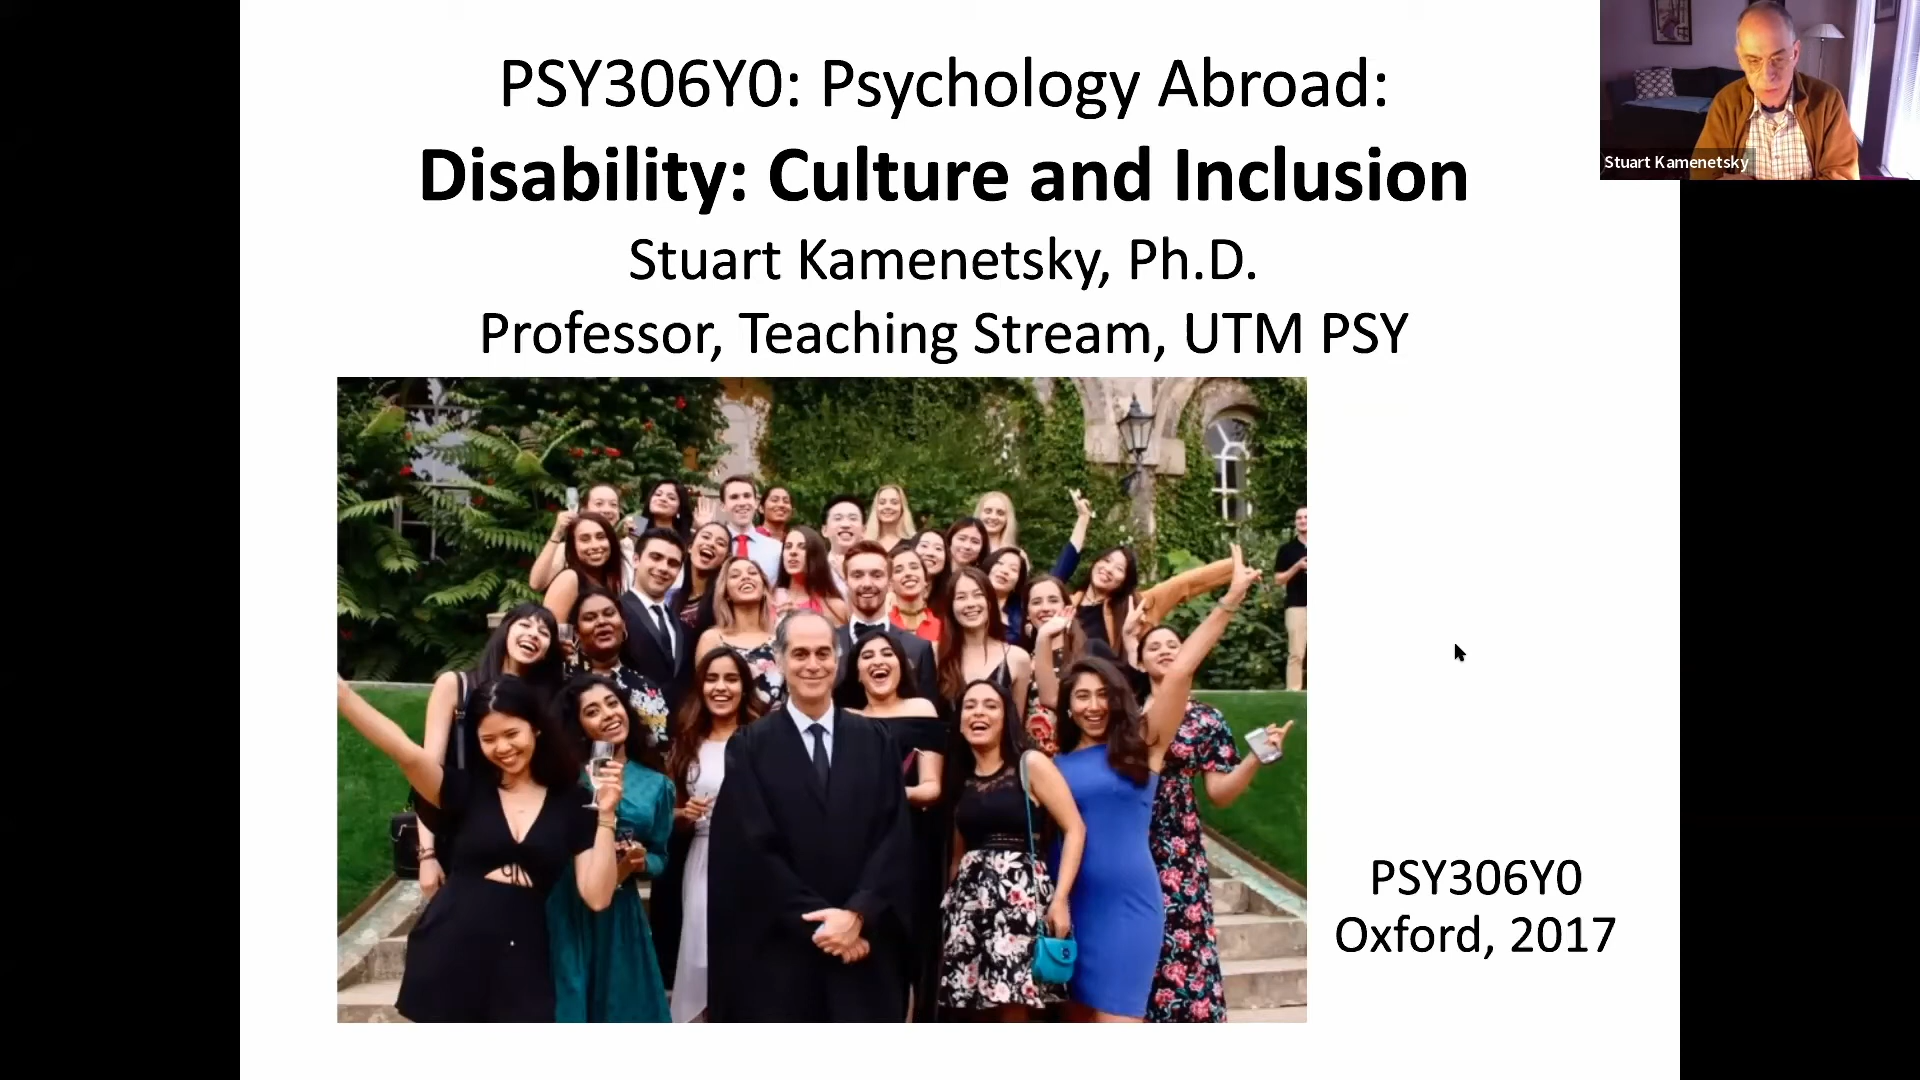 PSY306Y0: Psychology Abroad:
Disability: Culture and Inclusion
Stuart Kamenetsky, Ph.D.
Professor, Teaching Stream, UTM PSY
Stuart Kamenetsky
PSY306Y0
Oxford, 2017